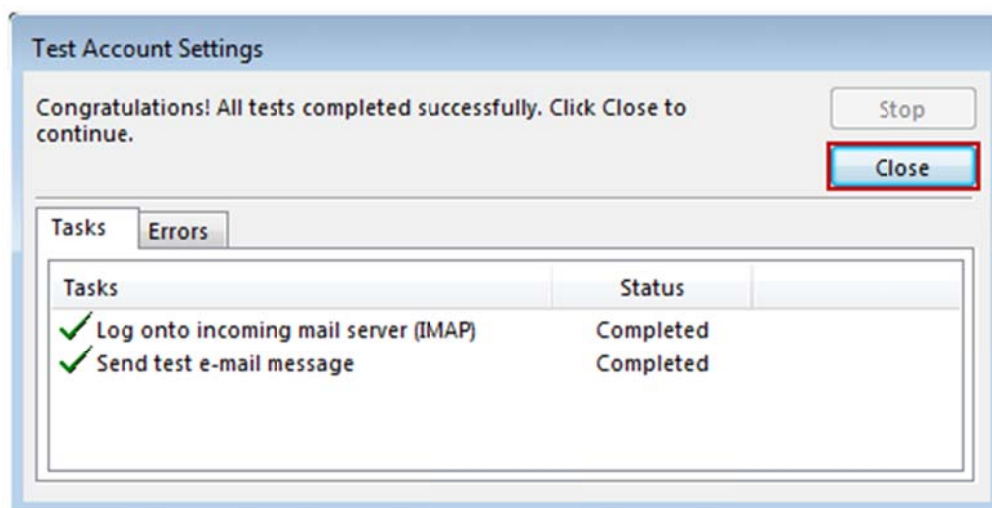 Test Account Settings
Congratulations! All tests completed successfully. Click Close to
continue.
Stop
Close
Tasks
Errors
Tasks Status
Log onto incoming mail server (IMAP) Completed
Send test e-mail message Completed